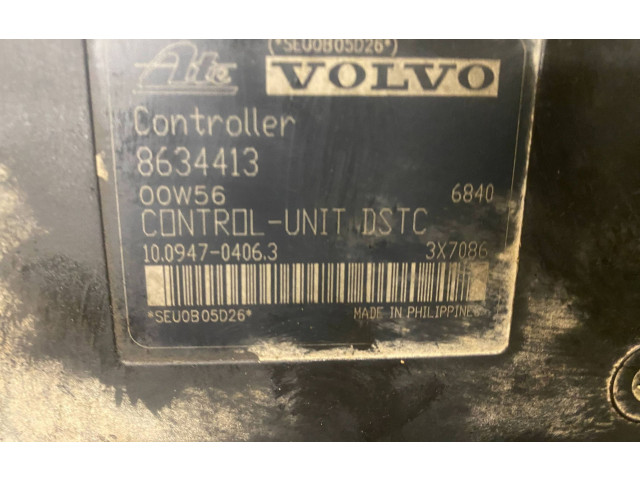 (*SEU0B05D26*)
Ate VOLVO
Controller
8634413
00W56 6840
CONTROL-UNIT DSTC
10.0947-0406.3 3X7086
*SEU0B05D26* MADE IN PHILIPPINES